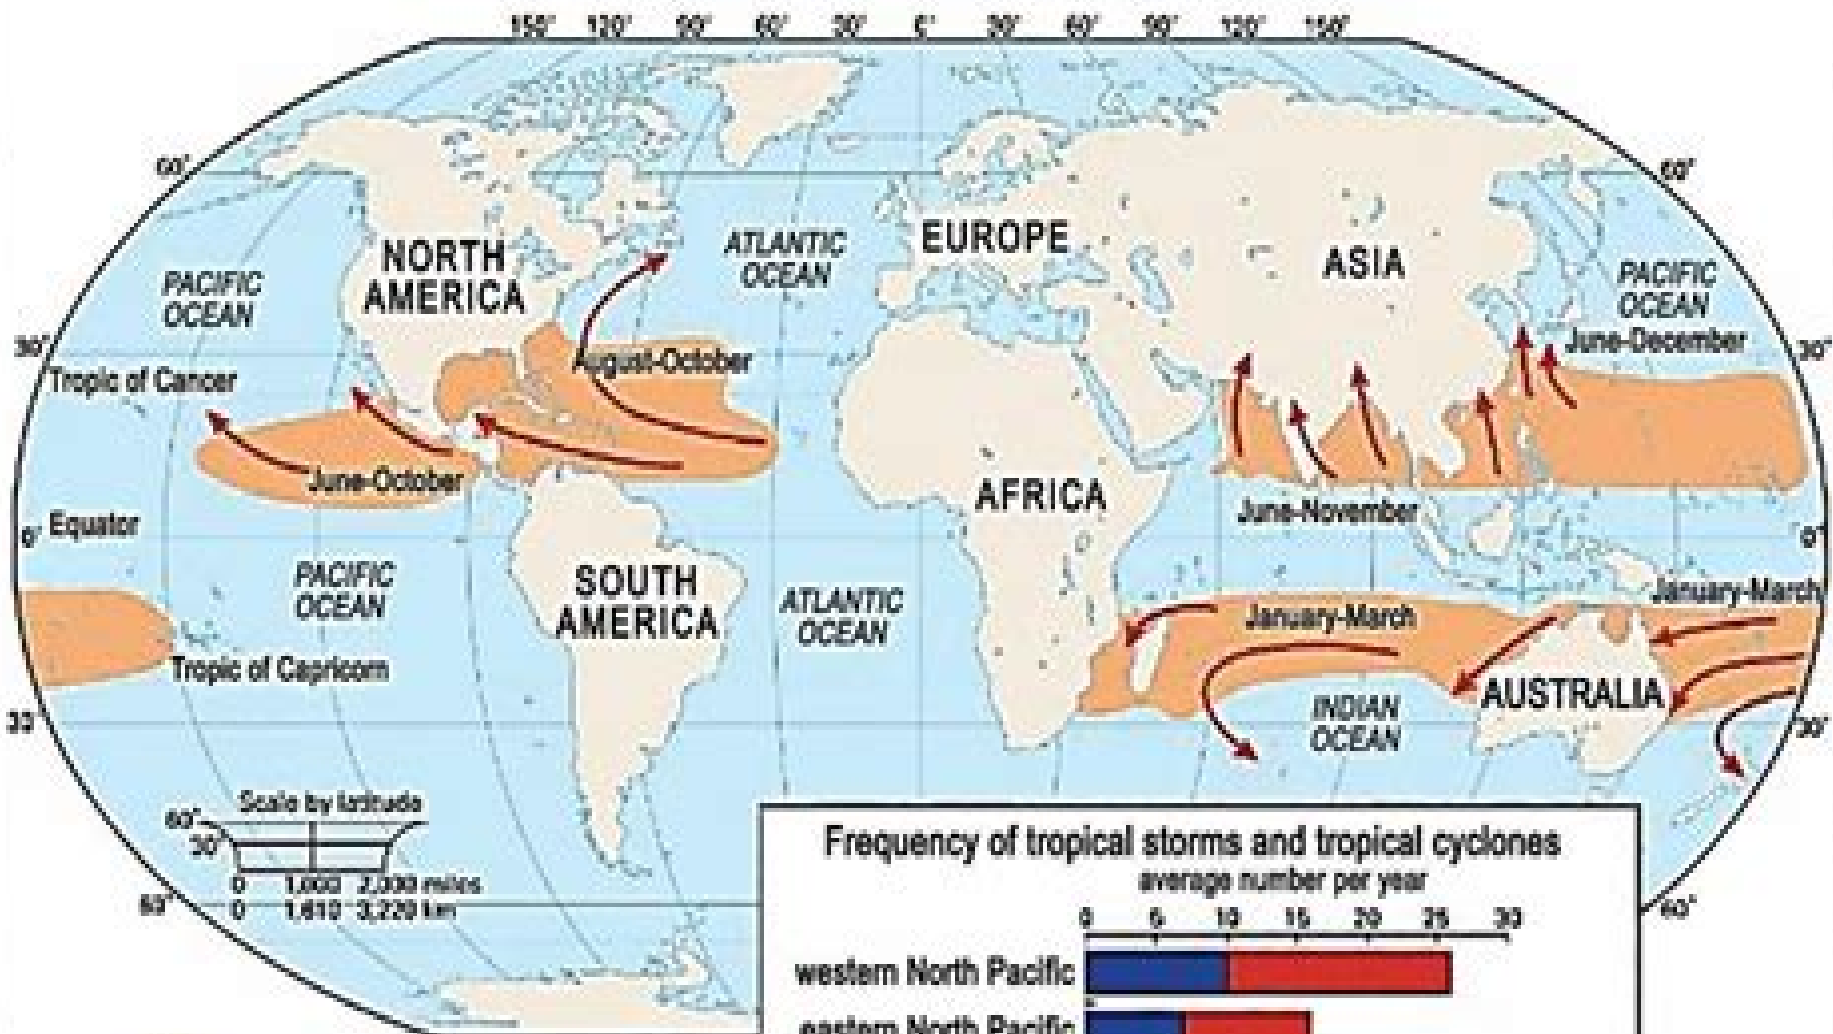 150° 120° 90° 60° 30° 0° 30° 60° 90° 120° 150°
60° 60°
NORTH
AMERICA
ATLANTIC
OCEAN
EUROPE
ASIA
PACIFIC
OCEAN
PACIFIC
OCEAN
30° 30°
August-October
June-December
Tropic of Cancer
June-October
AFRICA
June-November
Equator
0° 0°
PACIFIC
OCEAN
SOUTH
AMERICA
ATLANTIC
OCEAN
January-March
January-March
Tropic of Capricorn
AUSTRALIA
INDIAN
OCEAN
30° 30°
Scale by latitude
60°
30°
0 1,000 2,000 miles
0 1,610 3,220 km
60° 60°
Frequency of tropical storms and tropical cyclones
average number per year
0 5 10 15 20 25 30
western North Pacific
eastern North Pacific